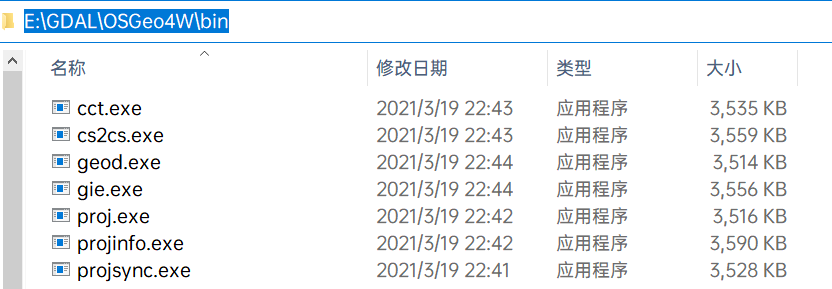 E:\GDAL\OSGeo4W\bin
名称 修改日期 类型 大小
cct.exe 2021/3/19 22:43 应用程序 3,535 KB
cs2cs.exe 2021/3/19 22:43 应用程序 3,559 KB
geod.exe 2021/3/19 22:44 应用程序 3,514 KB
gie.exe 2021/3/19 22:44 应用程序 3,556 KB
proj.exe 2021/3/19 22:42 应用程序 3,516 KB
projinfo.exe 2021/3/19 22:42 应用程序 3,590 KB
projsync.exe 2021/3/19 22:41 应用程序 3,528 KB